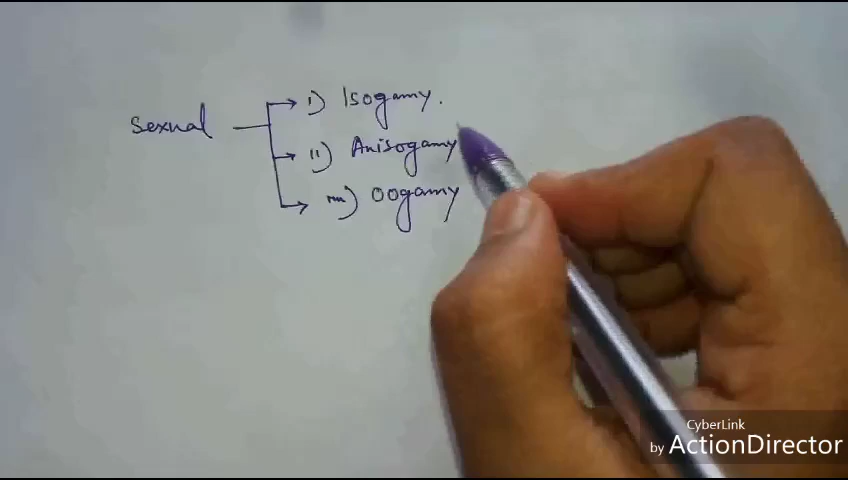 i) Isogamy.
Sexual
ii) Anisogamy
iii) oogamy
CyberLink
by ActionDirector